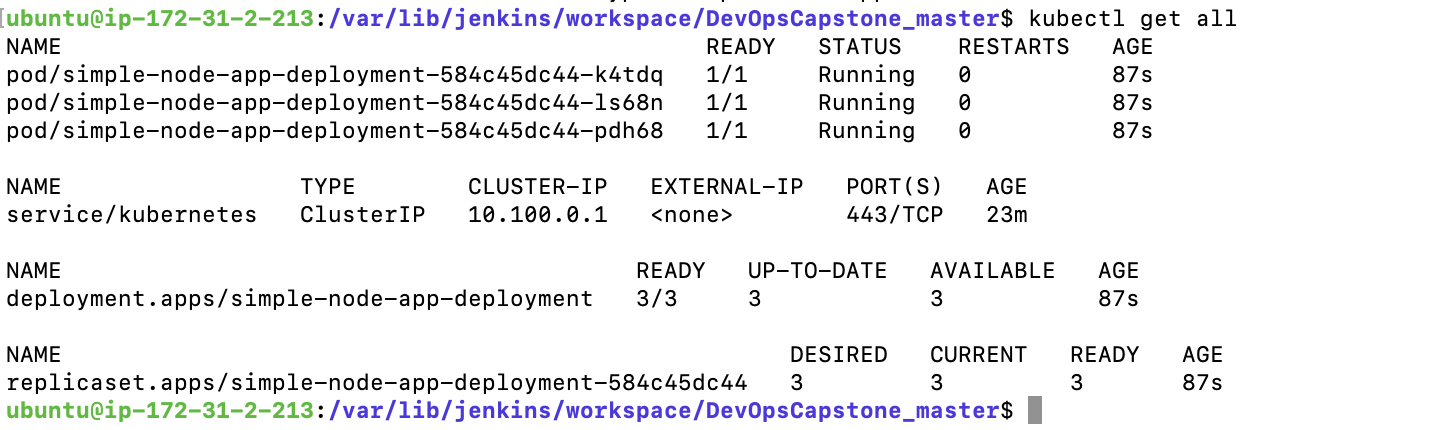 [ubuntu@ip-172-31-2-213:/var/lib/jenkins/workspace/DevOpsCapstone_master$ kubectl get all
NAME READY STATUS RESTARTS AGE
pod/simple-node-app-deployment-584c45dc44-k4tdq 1/1 Running 0 87s
pod/simple-node-app-deployment-584c45dc44-ls68n 1/1 Running 0 87s
pod/simple-node-app-deployment-584c45dc44-pdh68 1/1 Running 0 87s
NAME TYPE CLUSTER-IP EXTERNAL-IP PORT(S) AGE
service/kubernetes ClusterIP 10.100.0.1 <none> 443/TCP 23m
NAME READY UP-TO-DATE AVAILABLE AGE
deployment.apps/simple-node-app-deployment 3/3 3 3 87s
NAME DESIRED CURRENT READY AGE
replicaset.apps/simple-node-app-deployment-584c45dc44 3 3 3 87s
ubuntu@ip-172-31-2-213:/var/lib/jenkins/workspace/DevOpsCapstone_master$